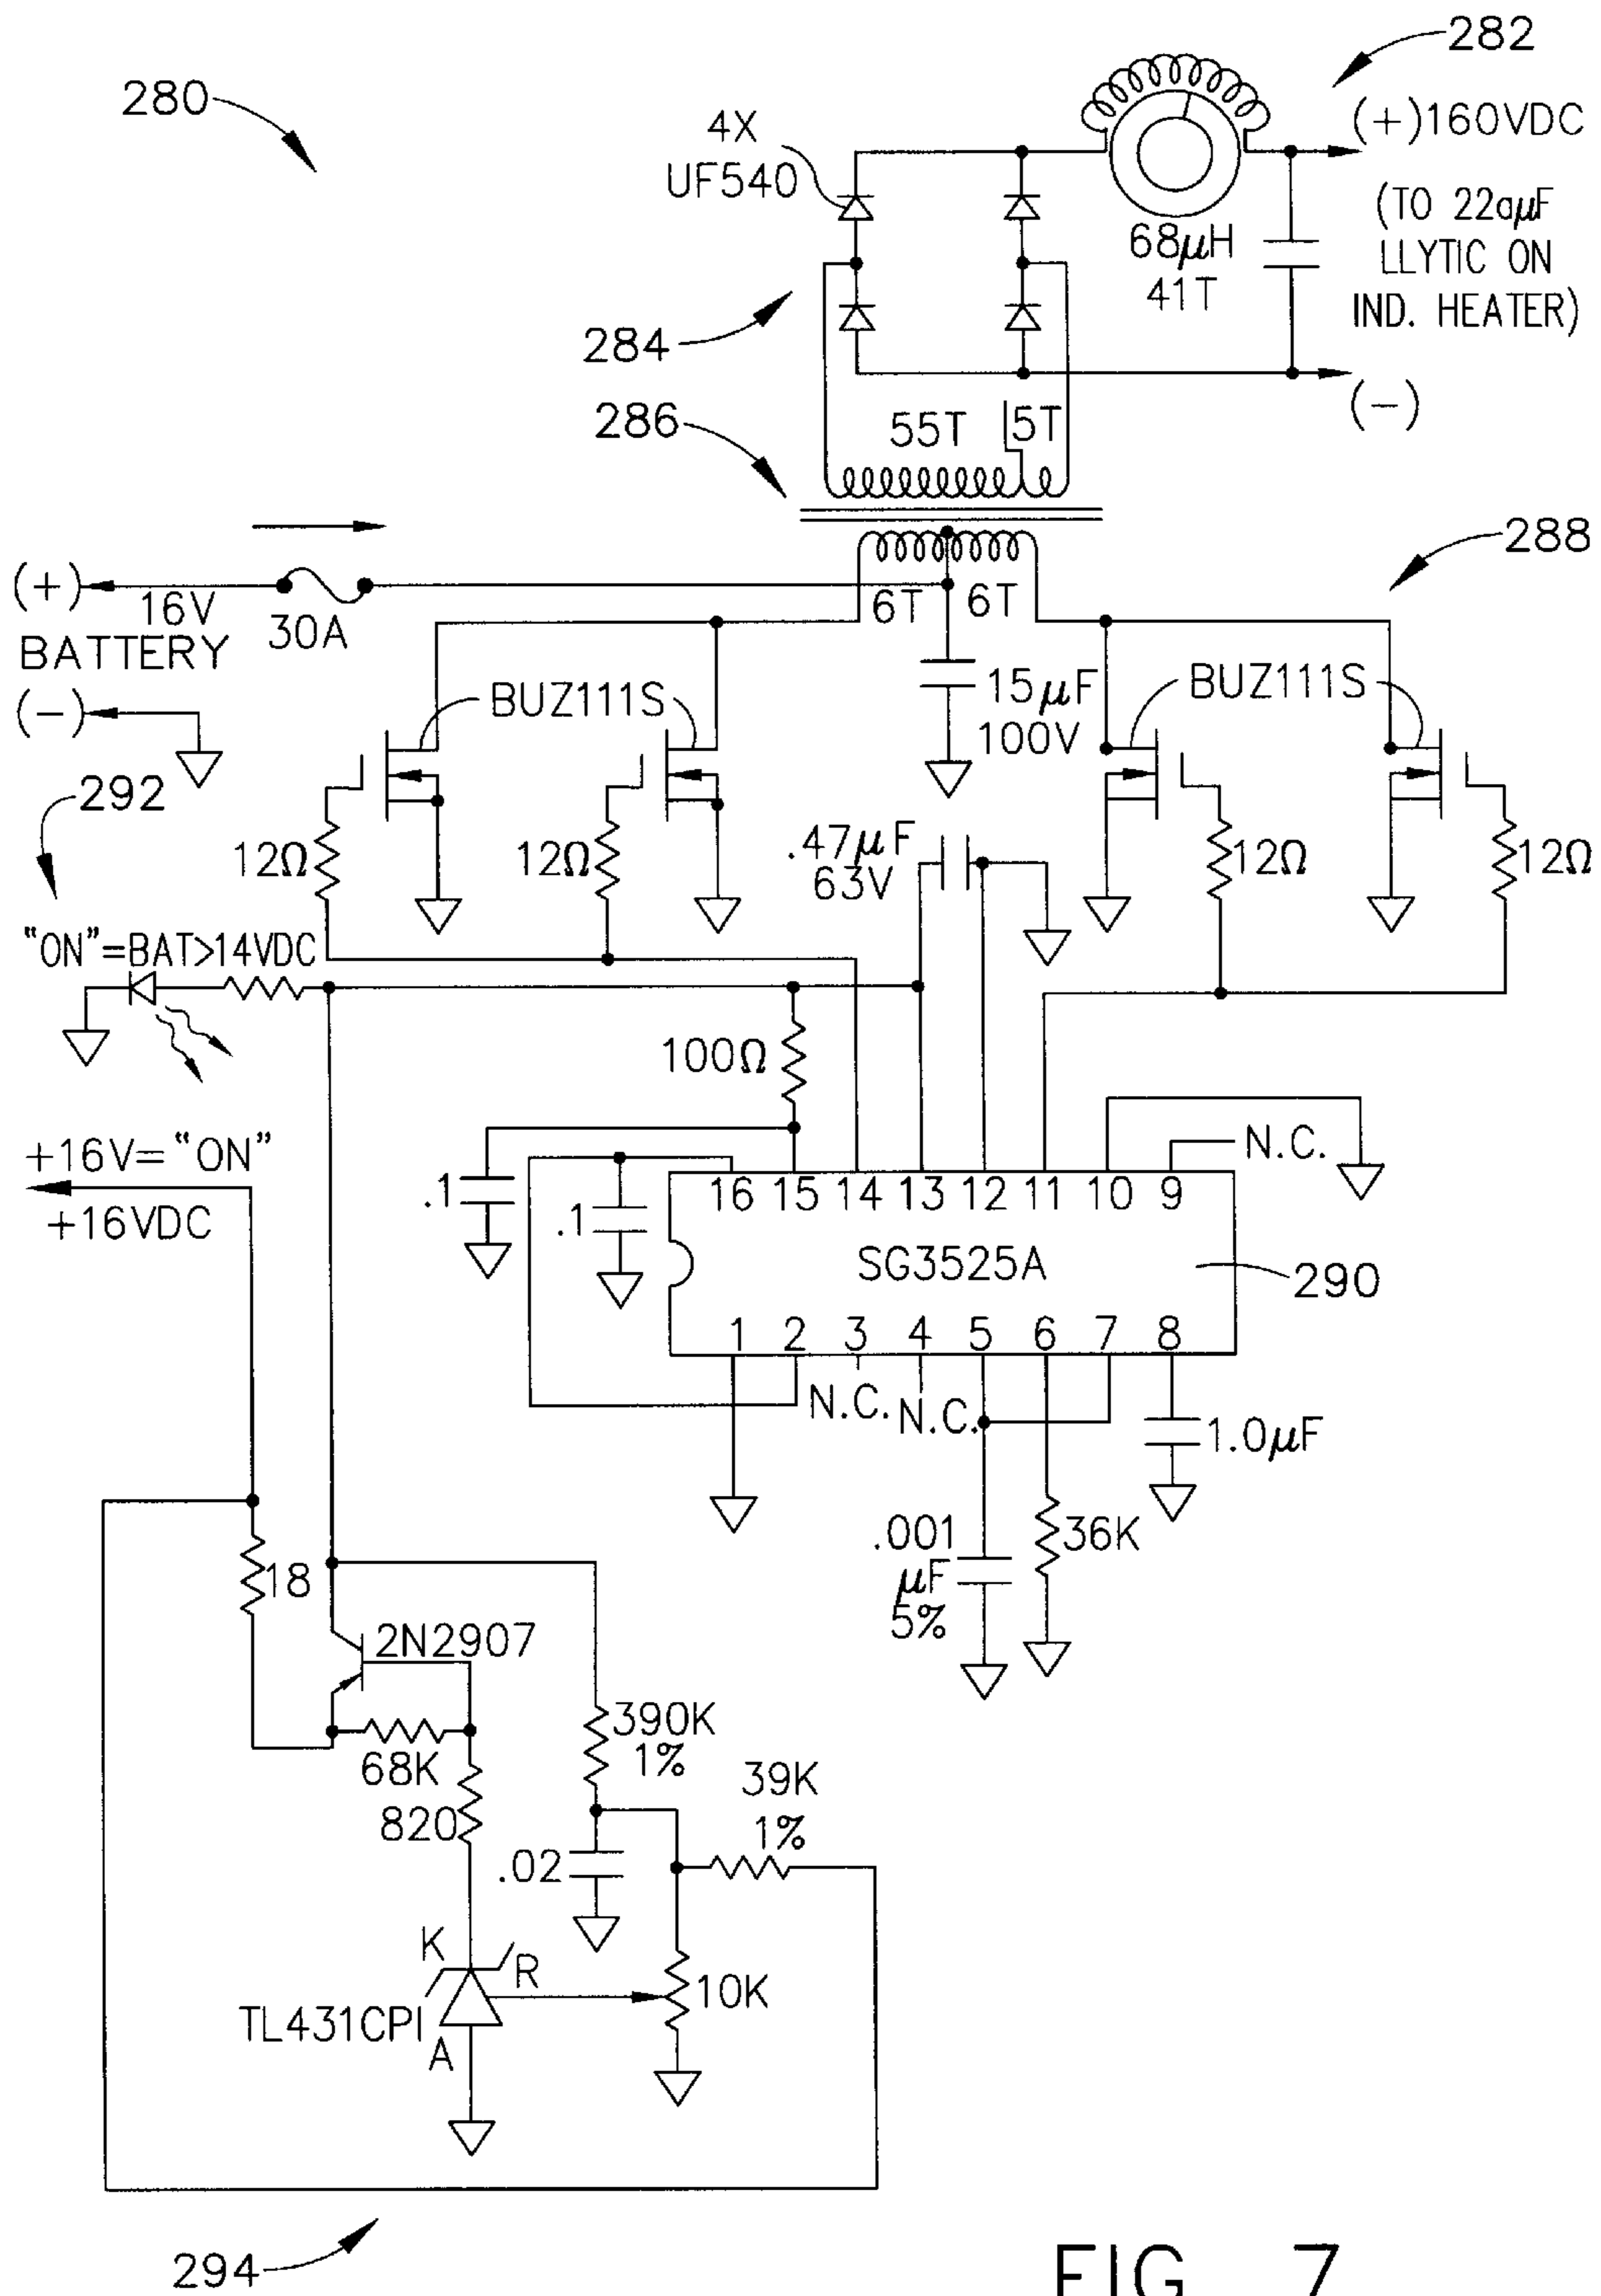 280
282
4X
UF540
(+)160VDC
(TO 22aµF
LLYTIC ON
IND. HEATER)
68µH
41T
284
(-)
286
55T
5T
288
(+)
16V
BATTERY
30A
6T
6T
(-)
BUZ111S
15µF
100V
BUZ111S
292
12Ω
12Ω
.47µF
63V
12Ω
12Ω
"ON"=BAT>14VDC
100Ω
+16V="ON"
+16VDC
N.C.
.1
.1
16 15 14 13 12 11 10 9
SG3525A
290
1 2 3 4 5 6 7 8
N.C.
N.C.
1.0µF
.001
µF
5%
36K
18
2N2907
68K
820
390K
1%
39K
1%
.02
K
R
10K
TL431CPI
A
294
FIG. 7